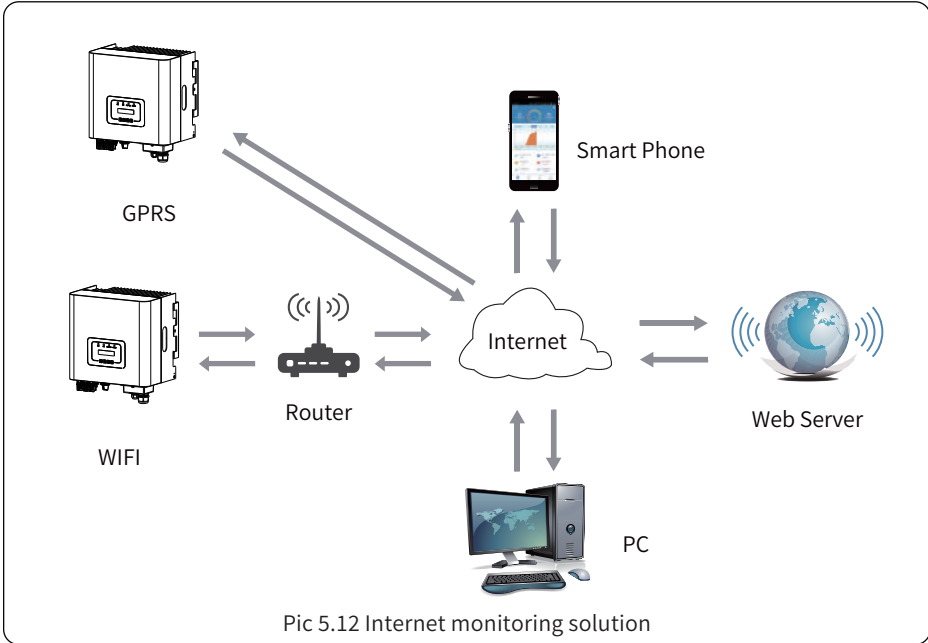 Smart Phone
GPRS
Internet
Router
Web Server
WIFI
PC
Pic 5.12 Internet monitoring solution